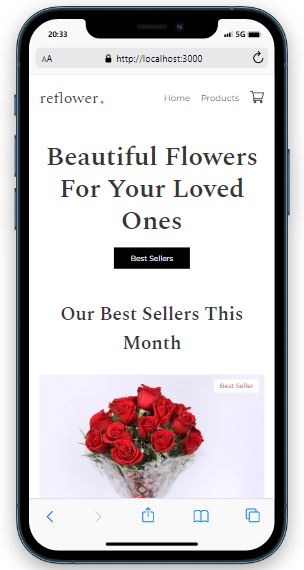 20:33
5G
AA
http://localhost:3000
reflower.
Home Products
Beautiful Flowers
For Your Loved
Ones
Best Sellers
Our Best Sellers This
Month
Best Seller